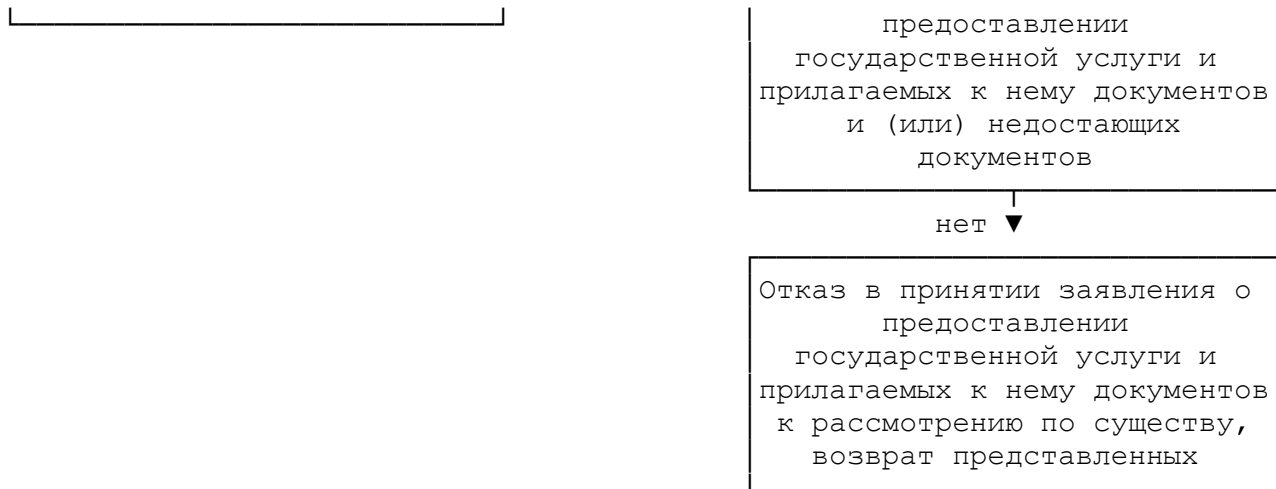 предоставлении
государственной услуги и
прилагаемых к нему документов
и (или) недостающих
документов
нет ▼
Отказ в принятии заявления о
предоставлении
государственной услуги и
прилагаемых к нему документов
к рассмотрению по существу,
возврат представленных